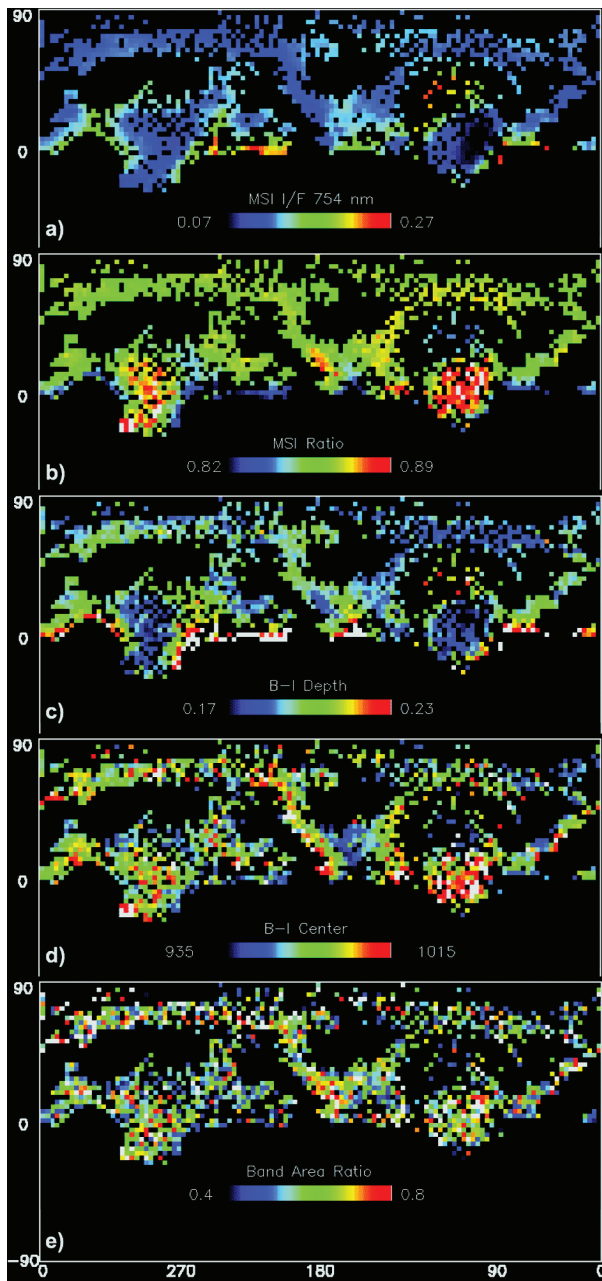 90
0
MSI I/F 754 nm
0.07 0.27
a)
90
0
MSI Ratio
0.82 0.89
b)
90
0
B-I Depth
0.17 0.23
c)
90
0
B-I Center
935 1015
d)
90
0
Band Area Ratio
0.4 0.8
e)
-90
0 270 180 90 0